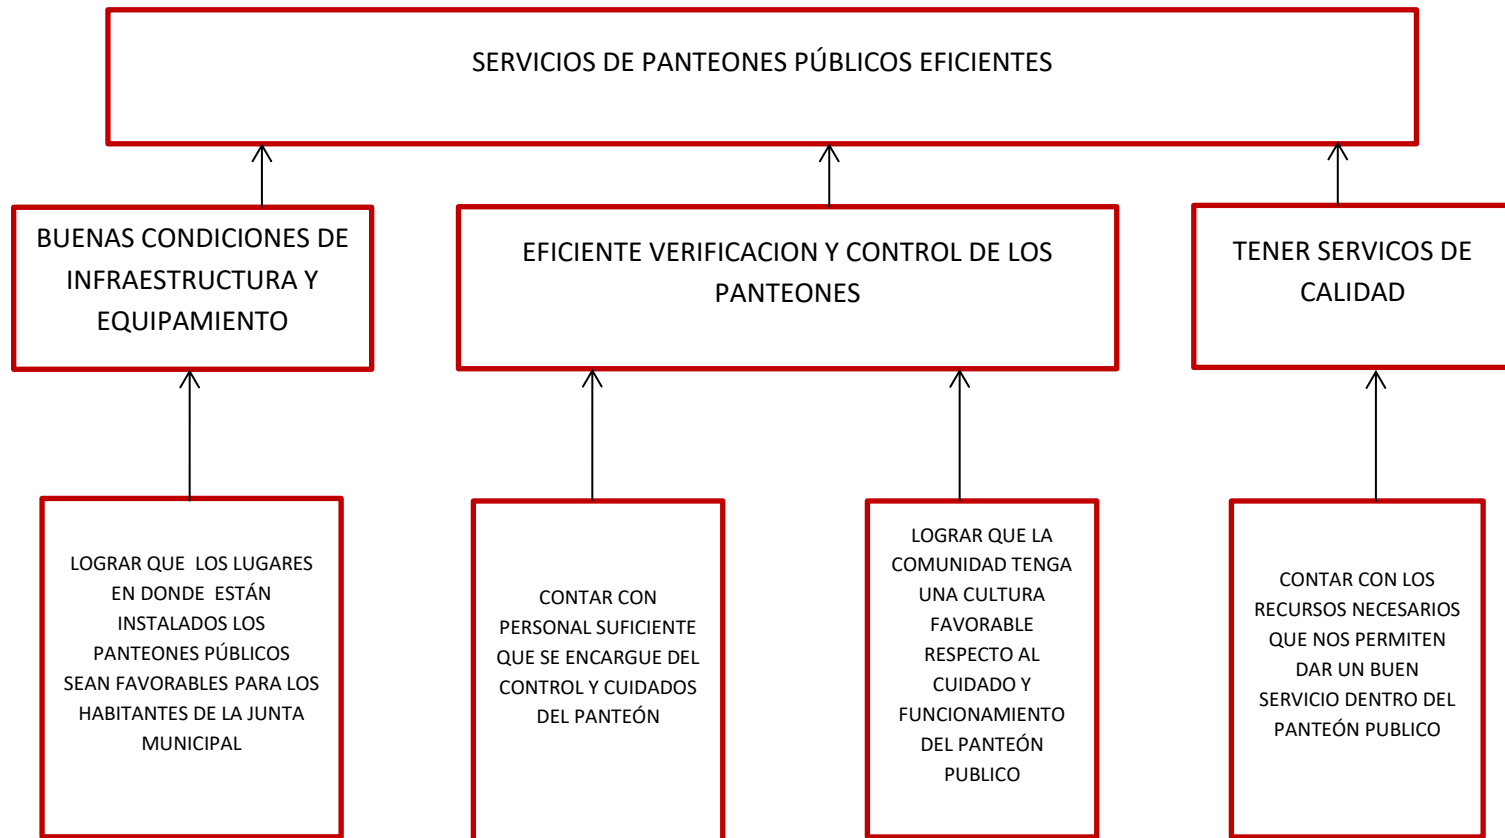 SERVICIOS DE PANTEONES PÚBLICOS EFICIENTES
BUENAS CONDICIONES DE
INFRAESTRUCTURA Y
EQUIPAMIENTO
EFICIENTE VERIFICACION Y CONTROL DE LOS
PANTEONES
TENER SERVICOS DE
CALIDAD
LOGRAR QUE LOS LUGARES
EN DONDE ESTÁN
INSTALADOS LOS
PANTEONES PÚBLICOS
SEAN FAVORABLES PARA LOS
HABITANTES DE LA JUNTA
MUNICIPAL
CONTAR CON
PERSONAL SUFICIENTE
QUE SE ENCARGUE DEL
CONTROL Y CUIDADOS
DEL PANTEÓN
LOGRAR QUE LA
COMUNIDAD TENGA
UNA CULTURA
FAVORABLE
RESPECTO AL
CUIDADO Y
FUNCIONAMIENTO
DEL PANTEÓN
PUBLICO
CONTAR CON LOS
RECURSOS NECESARIOS
QUE NOS PERMITEN
DAR UN BUEN
SERVICIO DENTRO DEL
PANTEÓN PUBLICO